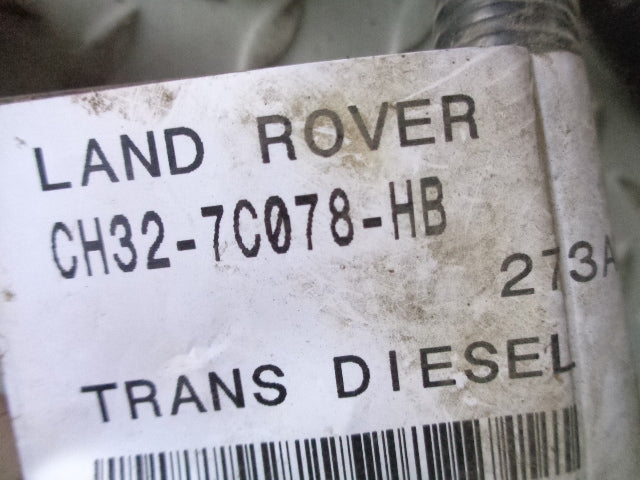 LAND ROVER
CH32-7C078-HB
273A
TRANS DIESEL